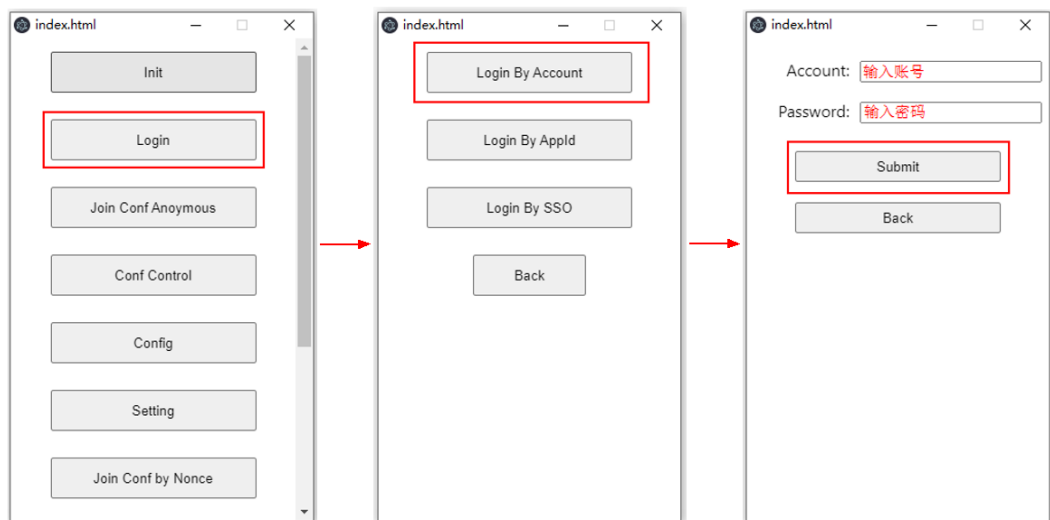 index.html
Init
Login
Join Conf Anoymous
Conf Control
Config
Setting
Join Conf by Nonce
index.html
Login By Account
Login By AppId
Login By SSO
Back
index.html
Account: 输入账号
Password: 输入密码
Submit
Back